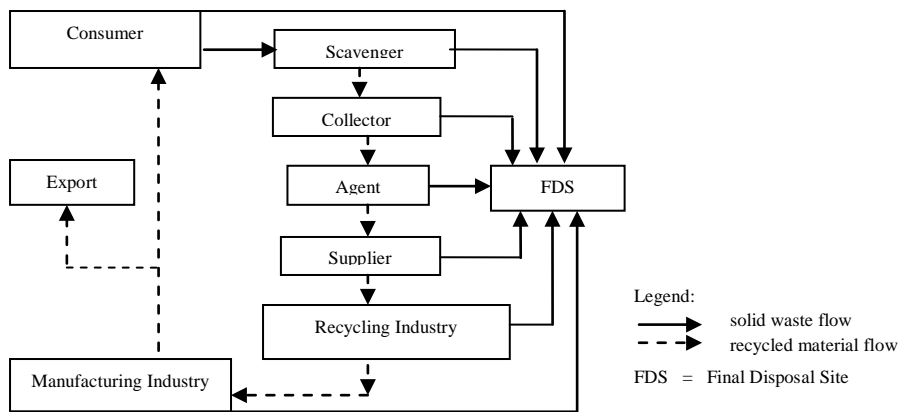 Consumer
Scavenger
Collector
Export
Agent
FDS
Supplier
Recycling Industry
Manufacturing Industry
Legend:
solid waste flow
recycled material flow
FDS = Final Disposal Site